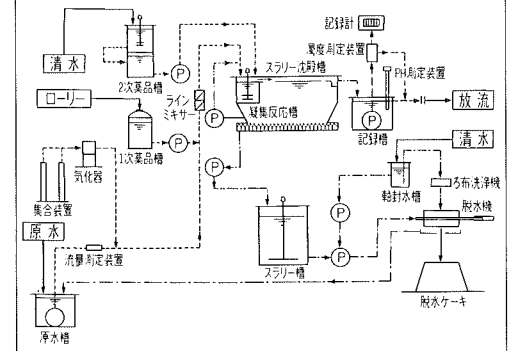 記録計
濁度測定装置
清水
スラリー沈殿槽
PH測定装置
P
2次薬品槽
ライン
ミキサー
放流
ローリー
P
凝集反応槽
P
記録槽
清水
1次薬品槽
P
気化器
P
ろ布洗浄機
集合装置
軸封水槽
脱水機
原水
P
流量測定装置
P
スラリー槽
脱水ケーキ
原水槽